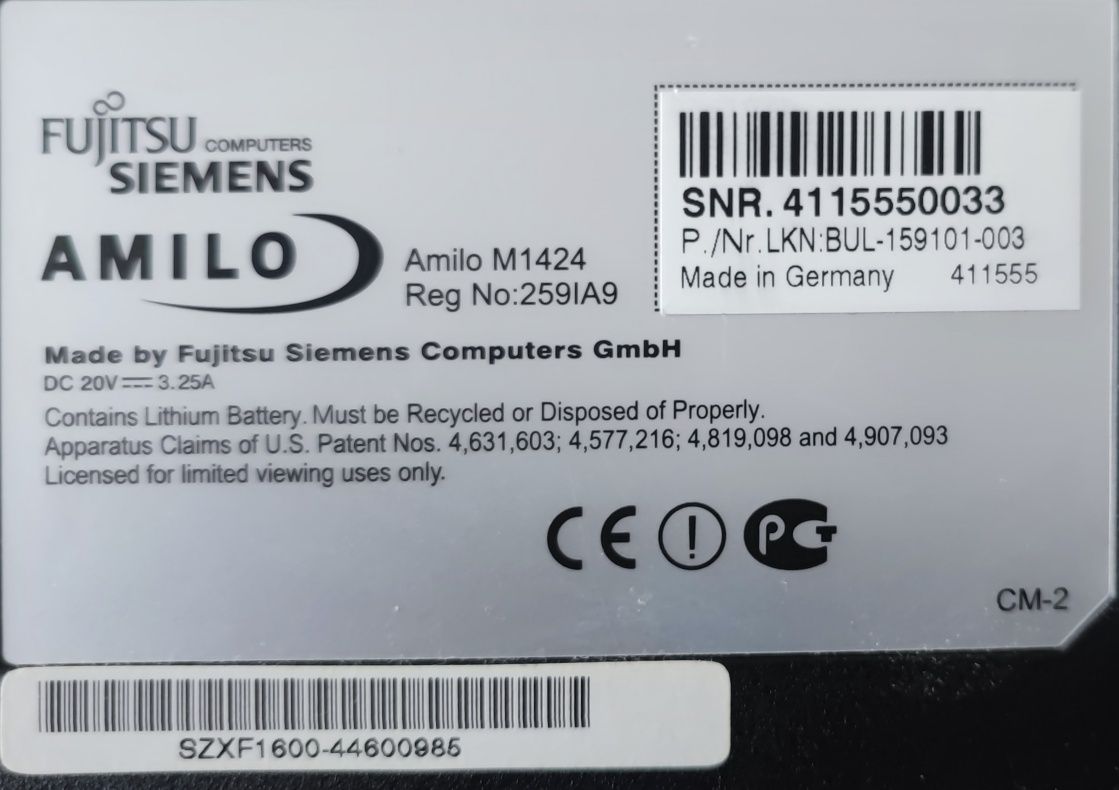 FUJITSU COMPUTERS
SIEMENS
AMILO
Amilo M1424
Reg No:259IA9
SNR. 4115550033
P./Nr.LKN:BUL-159101-003
Made in Germany 411555
Made by Fujitsu Siemens Computers GmbH
DC 20V⎓3.25A
Contains Lithium Battery. Must be Recycled or Disposed of Properly.
Apparatus Claims of U.S. Patent Nos. 4,631,603; 4,577,216; 4,819,098 and 4,907,093
Licensed for limited viewing uses only.
CE ! PCT
CM-2
SZXF1600-44600985